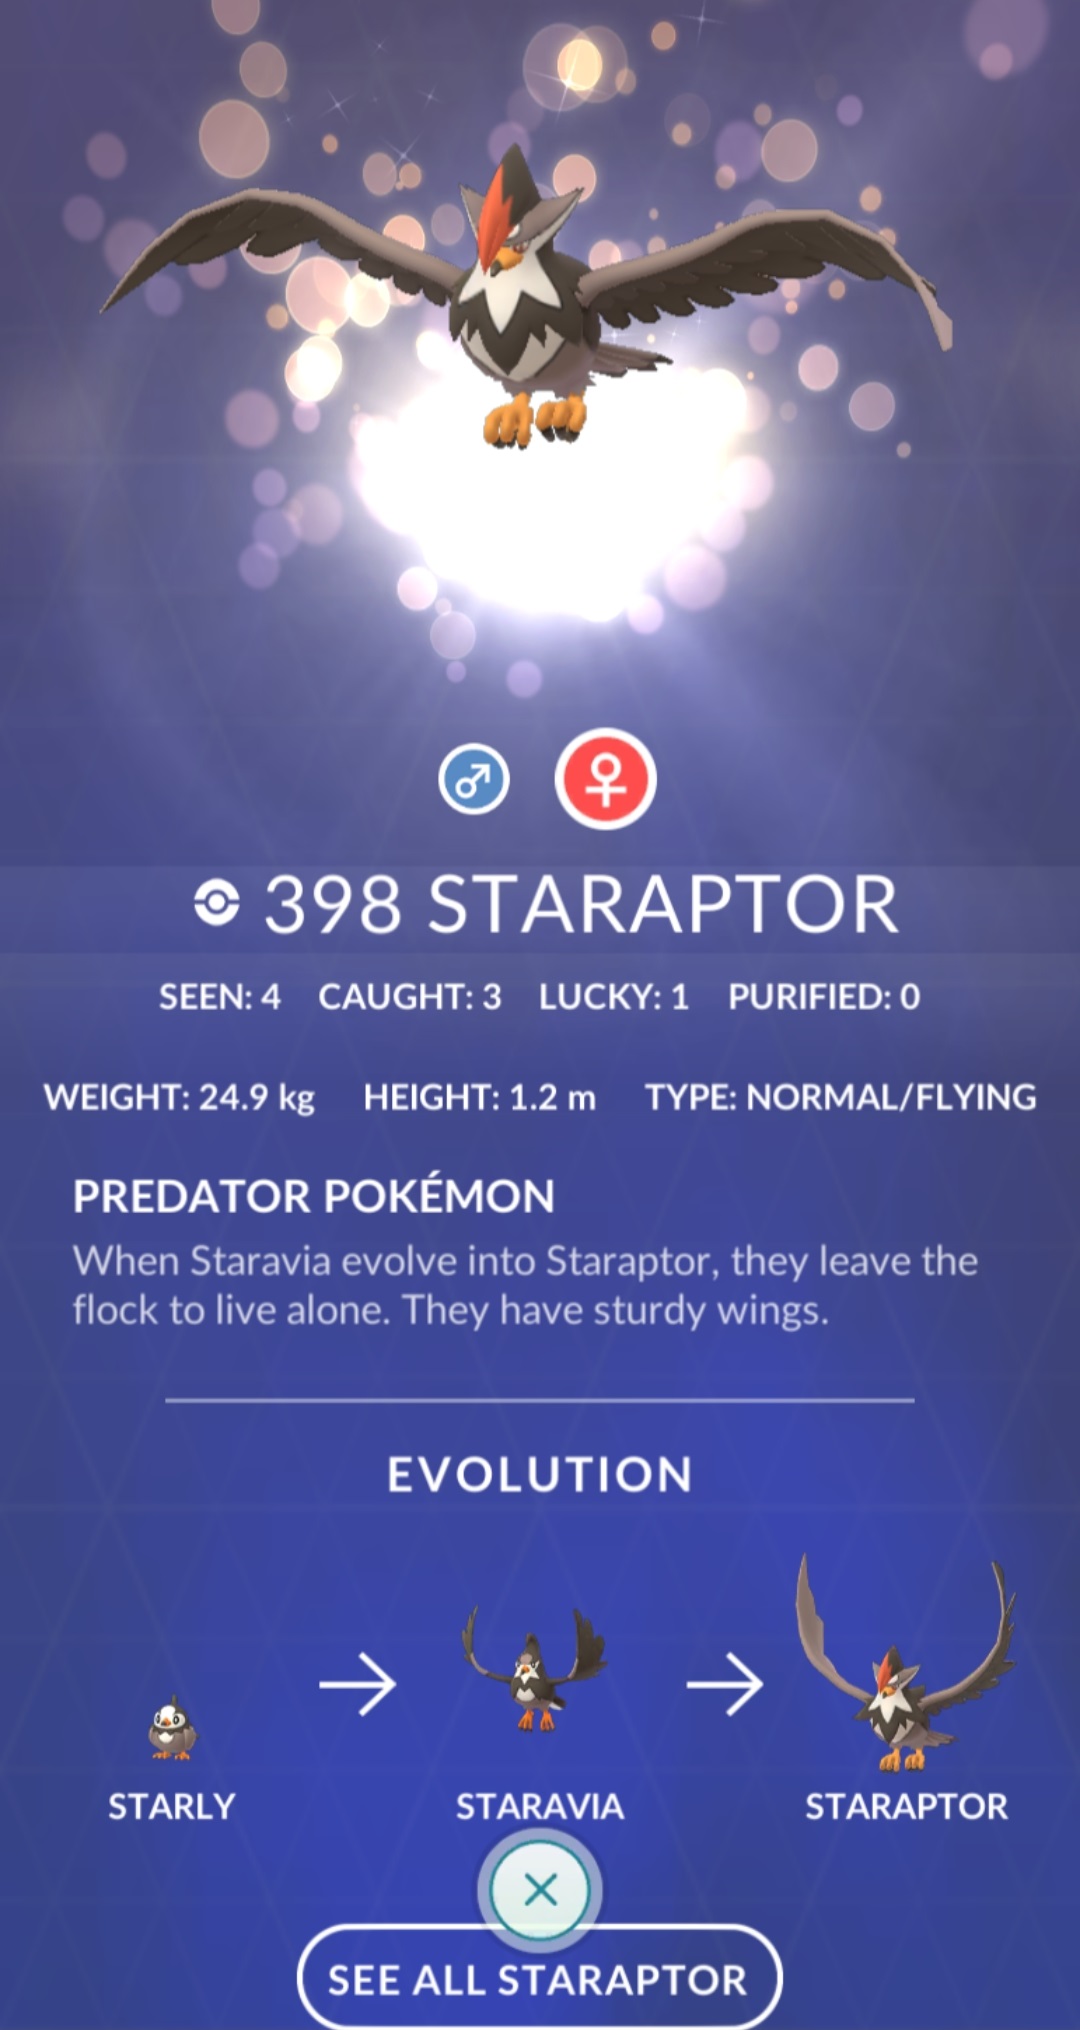 398 STARAPTOR
SEEN: 4 CAUGHT: 3 LUCKY: 1 PURIFIED: 0
WEIGHT: 24.9 kg HEIGHT: 1.2 m TYPE: NORMAL/FLYING
PREDATOR POKÉMON
When Staravia evolve into Staraptor, they leave the
flock to live alone. They have sturdy wings.
EVOLUTION
STARLY STARAVIA STARAPTOR
SEE ALL STARAPTOR